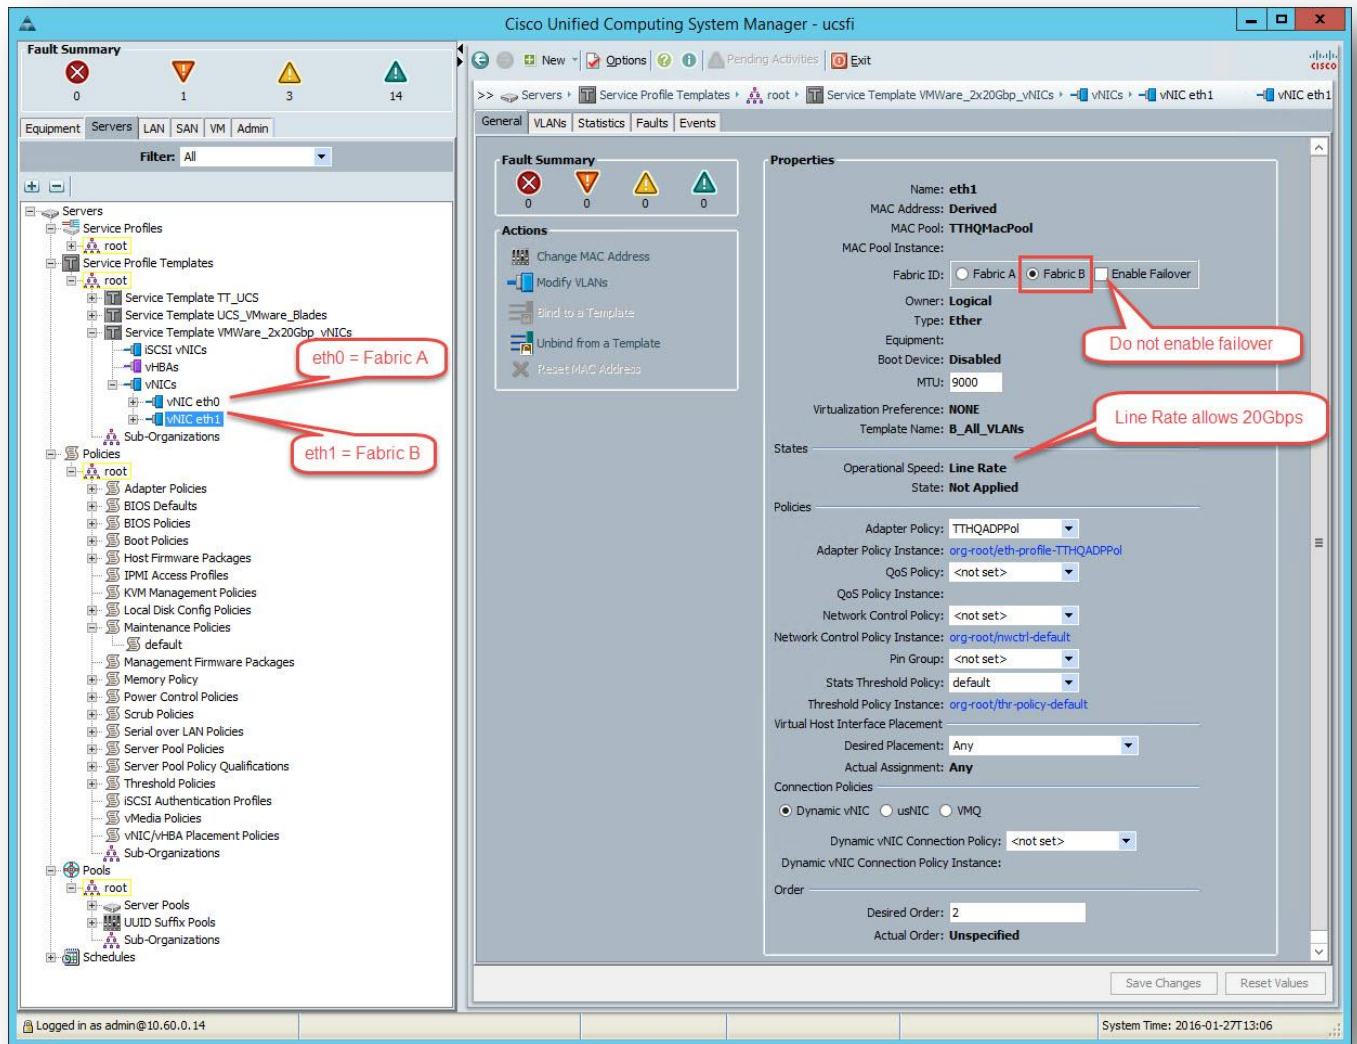 Cisco Unified Computing System Manager - ucsfi
Fault Summary
0 1 3 14
Equipment Servers LAN SAN VM Admin
Filter: All
Servers
Service Profiles
root
Service Profile Templates
root
Service Template TT_UCS
Service Template UCS_VMware_Blades
Service Template VMWare_2x20Gbp_vNICs
iSCSI vNICs
vHBAs
vNICs
vNIC eth0
vNIC eth1
Sub-Organizations
eth0 = Fabric A
eth1 = Fabric B
Policies
root
Adapter Policies
BIOS Defaults
BIOS Policies
Boot Policies
Host Firmware Packages
IPMI Access Profiles
KVM Management Policies
Local Disk Config Policies
Maintenance Policies
default
Management Firmware Packages
Memory Policy
Power Control Policies
Scrub Policies
Serial over LAN Policies
Server Pool Policies
Server Pool Policy Qualifications
Threshold Policies
iSCSI Authentication Profiles
vMedia Policies
vNIC/vHBA Placement Policies
Sub-Organizations
Pools
root
Server Pools
UUID Suffix Pools
Sub-Organizations
Schedules
New Options Pending Activities Exit
CISCO
>> Servers Service Profile Templates root Service Template VMWare_2x20Gbp_vNICs vNICs vNIC eth1 vNIC eth1
General VLANs Statistics Faults Events
Fault Summary
0 0 0 0
Actions
Change MAC Address
Modify VLANs
Bind to a Template
Unbind from a Template
Reset MAC Address
Properties
Name: eth1
MAC Address: Derived
MAC Pool: TTHQMacPool
MAC Pool Instance:
Fabric ID: Fabric A Fabric B Enable Failover
Owner: Logical
Type: Ether
Equipment:
Boot Device: Disabled
MTU: 9000
Do not enable failover
Virtualization Preference: NONE
Template Name: B_All_VLANs
Line Rate allows 20Gbps
States
Operational Speed: Line Rate
State: Not Applied
Policies
Adapter Policy: TTHQADPPol
Adapter Policy Instance: org-root/eth-profile-TTHQADPPol
QoS Policy: <not set>
QoS Policy Instance:
Network Control Policy: <not set>
Network Control Policy Instance: org-root/nwctrl-default
Pin Group: <not set>
Stats Threshold Policy: default
Threshold Policy Instance: org-root/thr-policy-default
Virtual Host Interface Placement
Desired Placement: Any
Actual Assignment: Any
Connection Policies
Dynamic vNIC usNIC VMQ
Dynamic vNIC Connection Policy: <not set>
Dynamic vNIC Connection Policy Instance:
Order
Desired Order: 2
Actual Order: Unspecified
Save Changes Reset Values
Logged in as admin@10.60.0.14
System Time: 2016-01-27T13:06